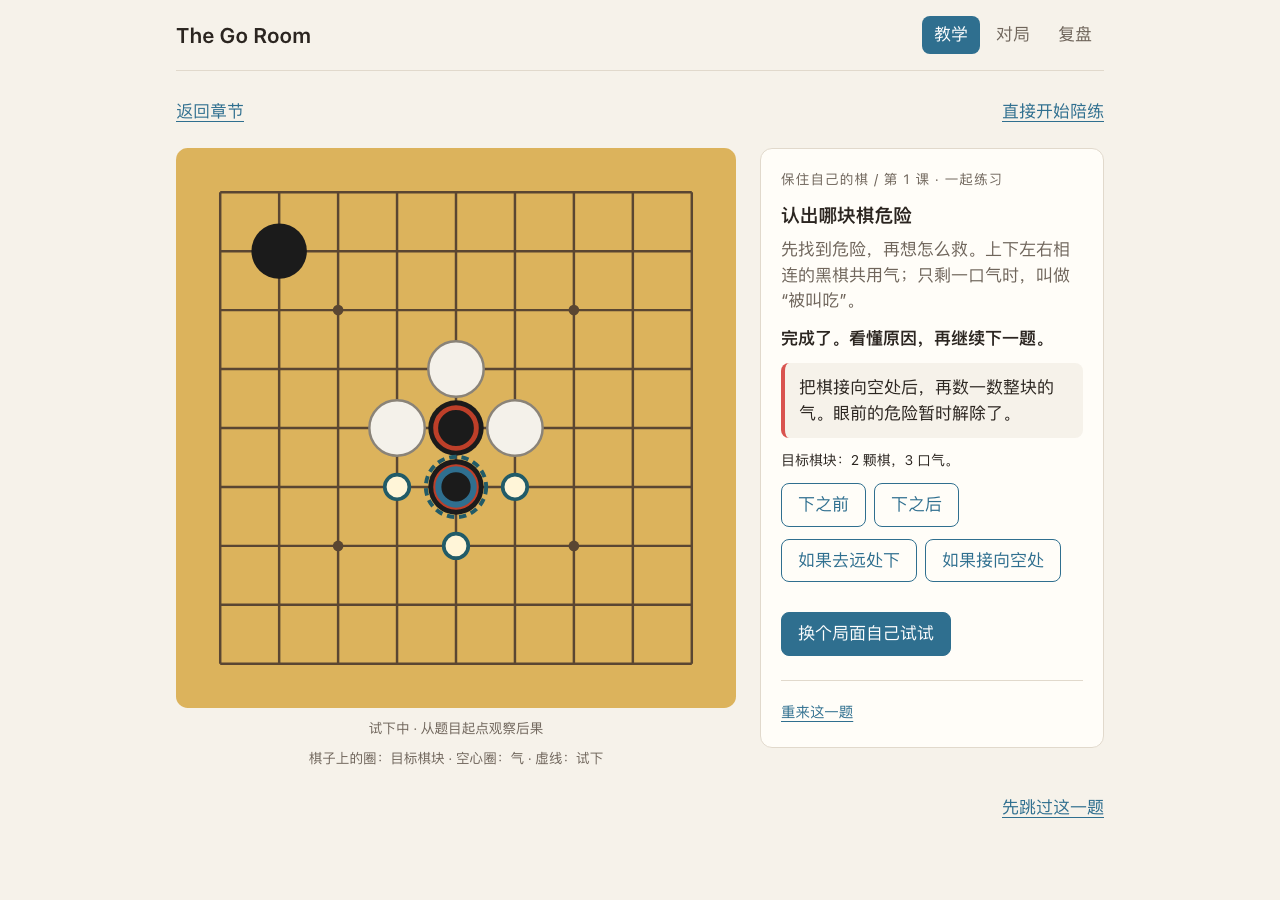 The Go Room
教学
对局
复盘
返回章节
直接开始陪练
保住自己的棋 / 第 1 课 · 一起练习
认出哪块棋危险
先找到危险，再想怎么救。上下左右相
连的黑棋共用气；只剩一口气时，叫做
“被叫吃”。
完成了。看懂原因，再继续下一题。
把棋接向空处后，再数一数整块的
气。眼前的危险暂时解除了。
目标棋块：2 颗棋，3 口气。
下之前
下之后
如果去远处下
如果接向空处
换个局面自己试试
重来这一题
试下中 · 从题目起点观察后果
棋子上的圈：目标棋块 · 空心圈：气 · 虚线：试下
先跳过这一题